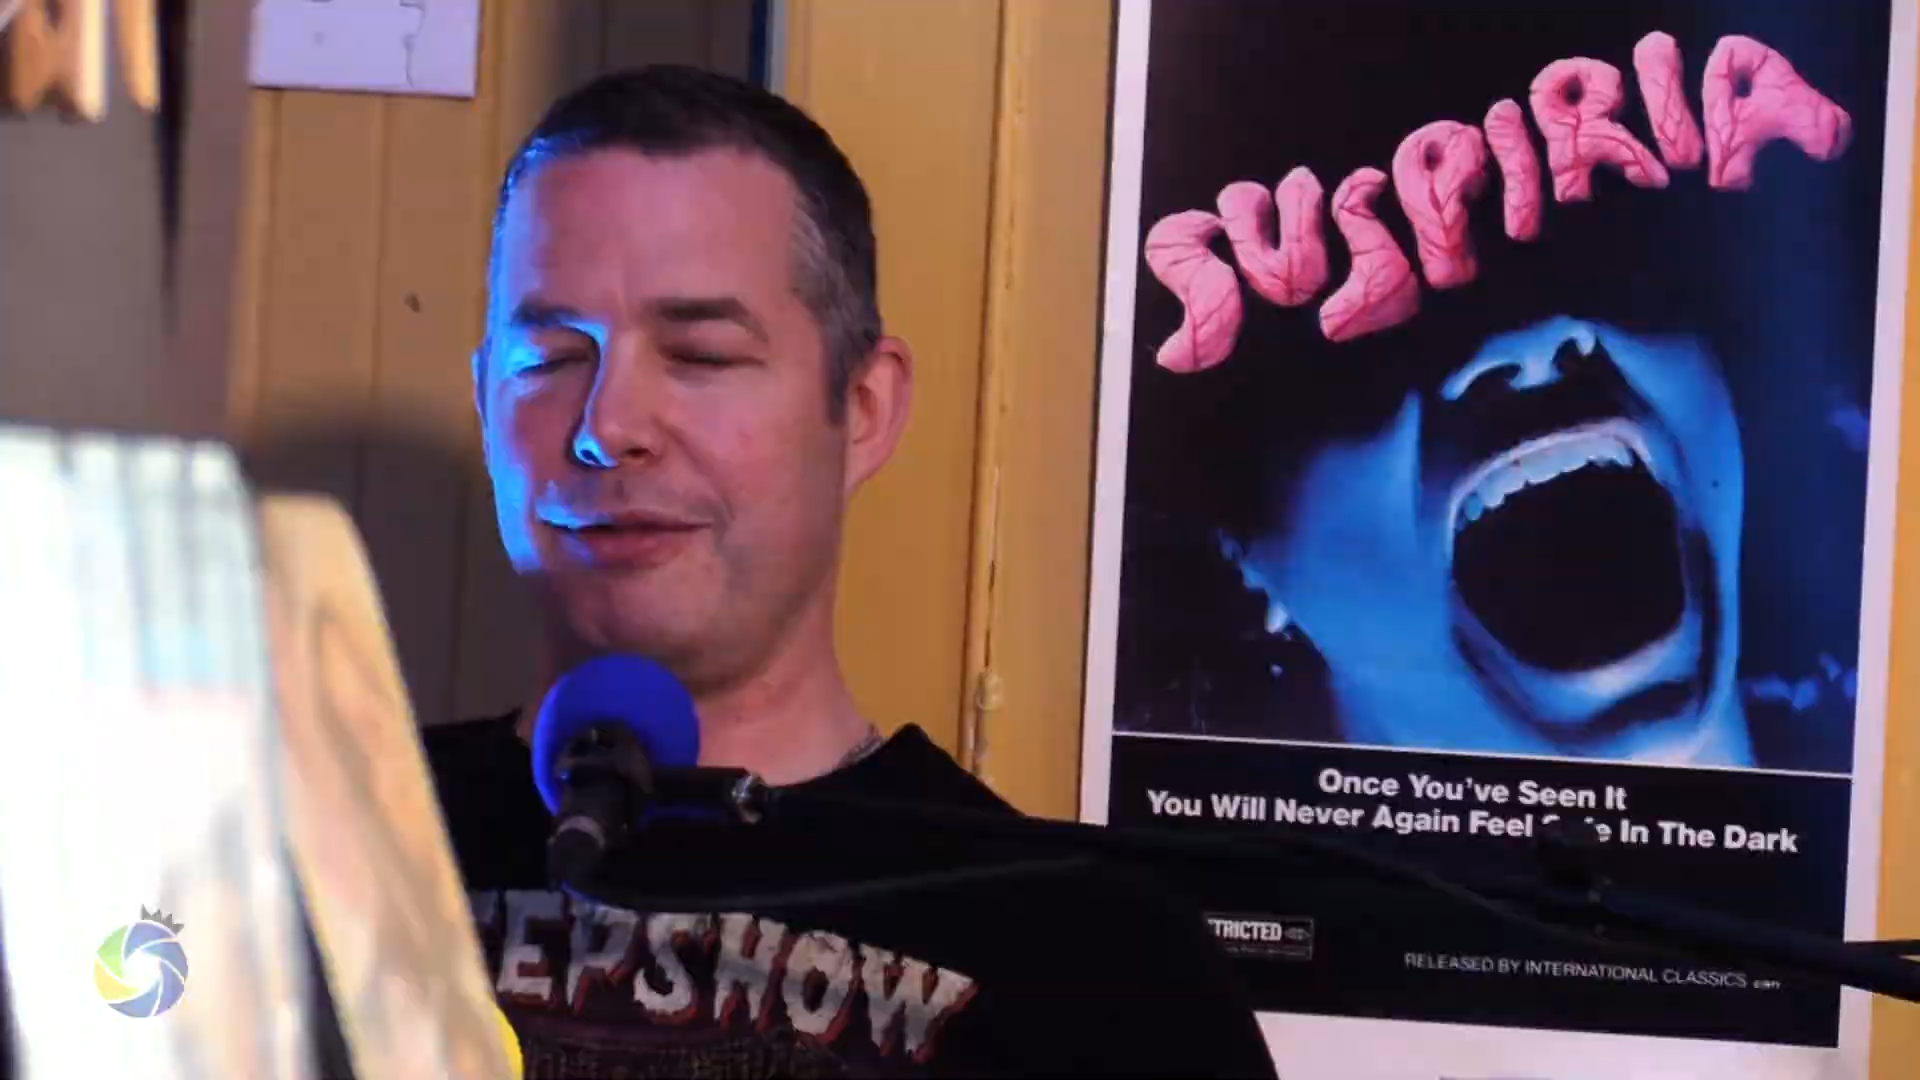 SUSPIRIA
Once You've Seen It
You Will Never Again Feel In The Dark
TRICTED
RELEASED BY INTERNATIONAL CLASSICS
EPSHOW